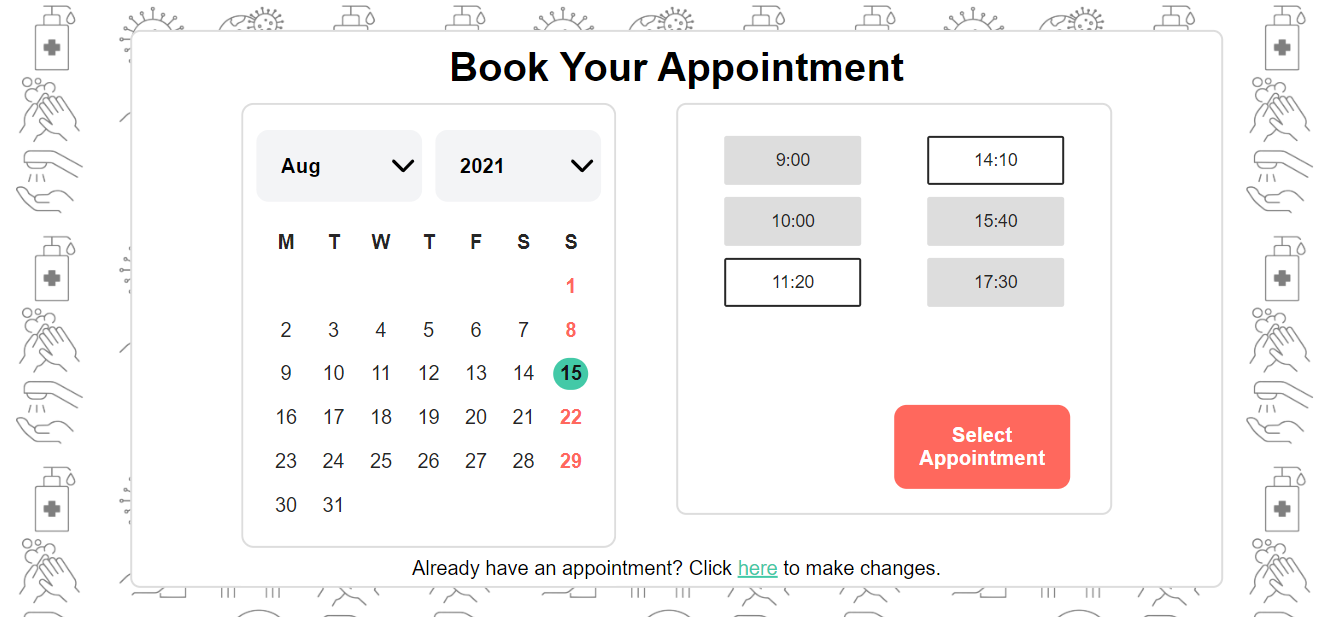 Book Your Appointment
Aug 2021
M T W T F S S
1
2 3 4 5 6 7 8
9 10 11 12 13 14 15
16 17 18 19 20 21 22
23 24 25 26 27 28 29
30 31
9:00 14:10
10:00 15:40
11:20 17:30
Select
Appointment
Already have an appointment? Click here to make changes.